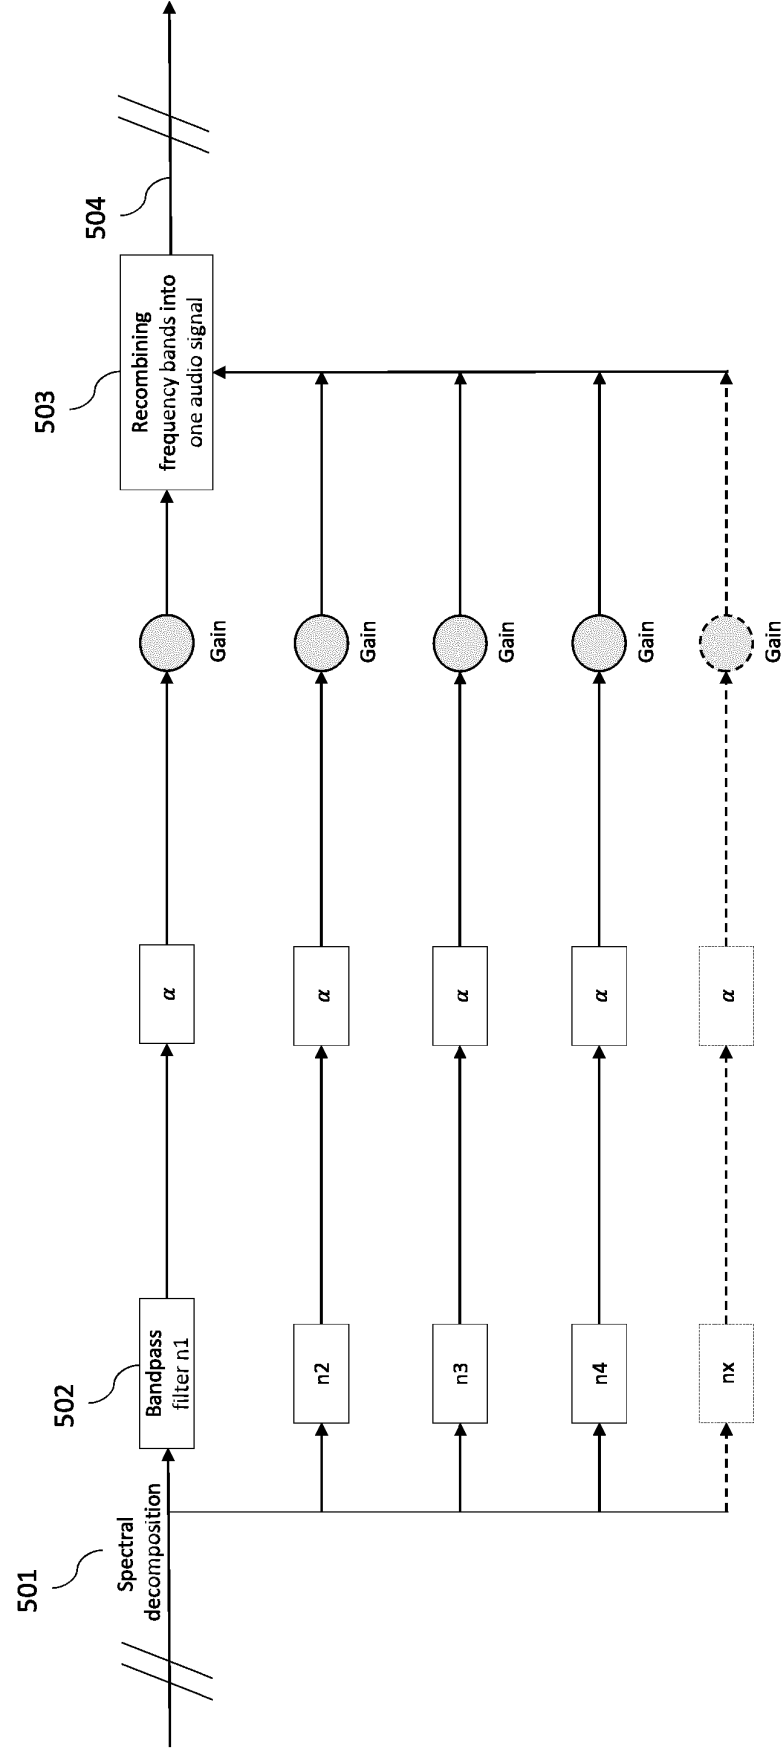 501
Spectral
decomposition
502
Bandpass
filter n1
α
Gain
503
Recombining
frequency bands into
one audio signal
504
n2
α
Gain
n3
α
Gain
n4
α
Gain
nx
α
Gain